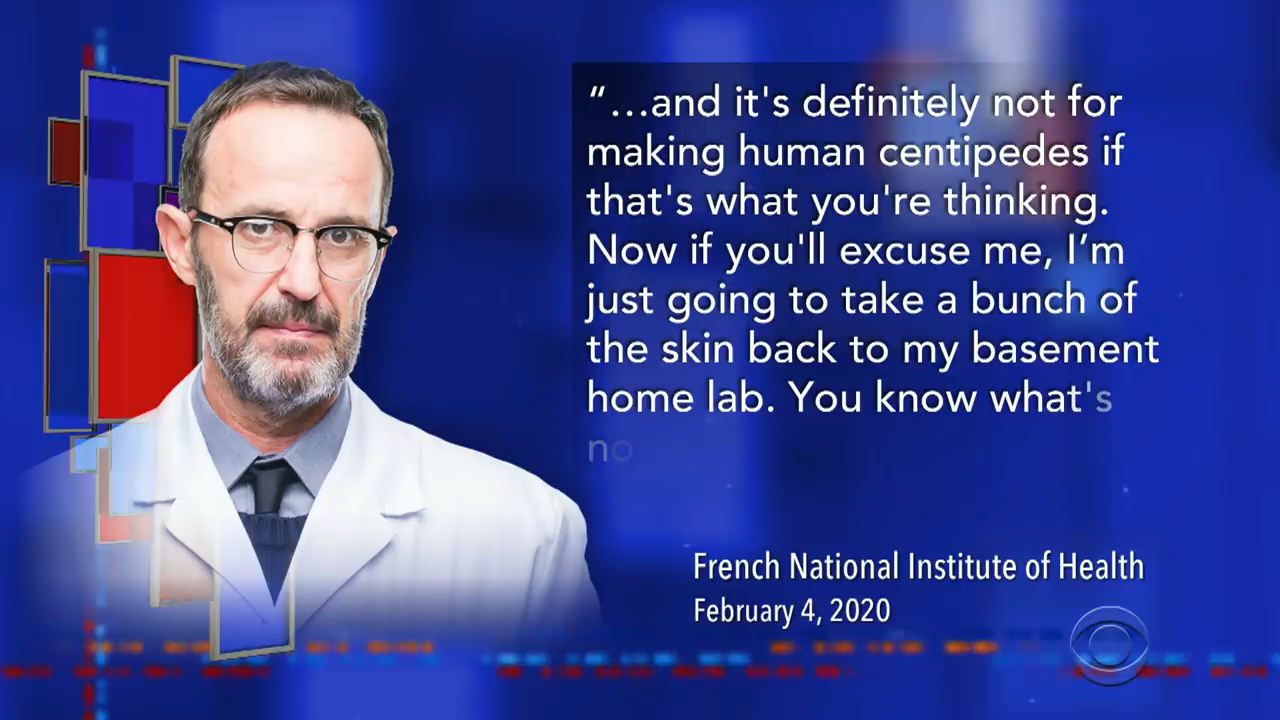 “...and it's definitely not for
making human centipedes if
that's what you're thinking.
Now if you'll excuse me, I’m
just going to take a bunch of
the skin back to my basement
home lab. You know what's
no
French National Institute of Health
February 4, 2020